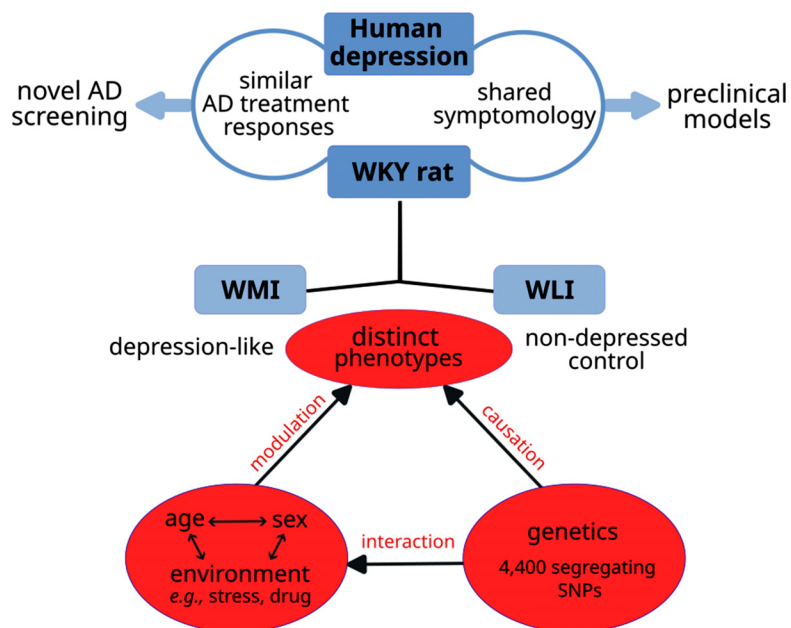 Human
depression
novel AD
screening
similar
AD treatment
responses
shared
symptomology
preclinical
models
WKY rat
WMI
WLI
depression-like
distinct
phenotypes
non-depressed
control
modulation
causation
age
sex
environment
e.g., stress, drug
interaction
genetics
4,400 segregating
SNPs